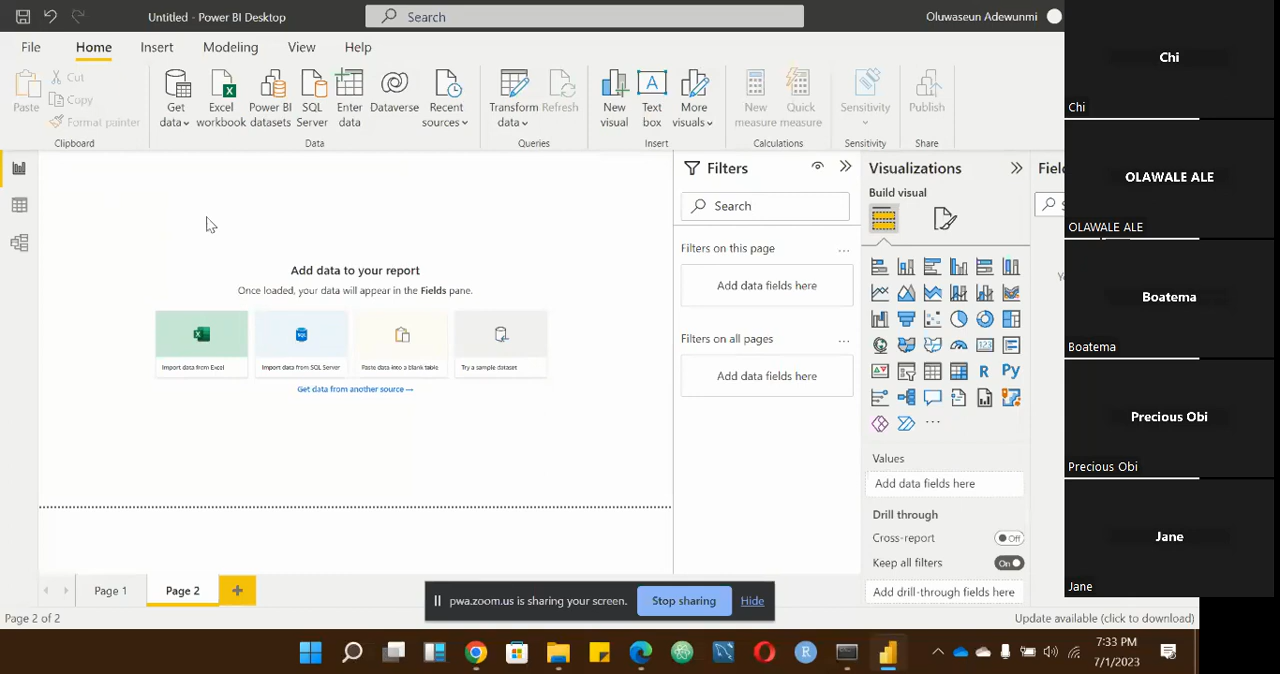 Untitled - Power BI Desktop
Search
Oluwaseun Adewunmi
File Home Insert Modeling View Help
Paste
Cut
Copy
Format painter
Clipboard
Get data
Excel workbook
Power BI datasets
SQL Server
Enter data
Dataverse
Recent sources
Data
Transform data
Refresh
Queries
New visual
Text box
More visuals
Insert
New measure
Quick measure
Calculations
Sensitivity
Sensitivity
Publish
Share
Add data to your report
Once loaded, your data will appear in the Fields pane.
Import data from Excel
Import data from SQL Server
Paste data into a blank table
Try a sample dataset
Get data from another source →
Filters
Search
Filters on this page
...
Add data fields here
Filters on all pages
...
Add data fields here
Visualizations
Build visual
123
R
Py
...
Values
Add data fields here
Drill through
Cross-report
Off
Keep all filters
On
Add drill-through fields here
Chi
Chi
OLAWALE ALE
OLAWALE ALE
Boatema
Boatema
Precious Obi
Precious Obi
Jane
Jane
Page 1
Page 2
+
pwa.zoom.us is sharing your screen.
Stop sharing
Hide
Page 2 of 2
Update available (click to download)
R
7:33 PM
7/1/2023